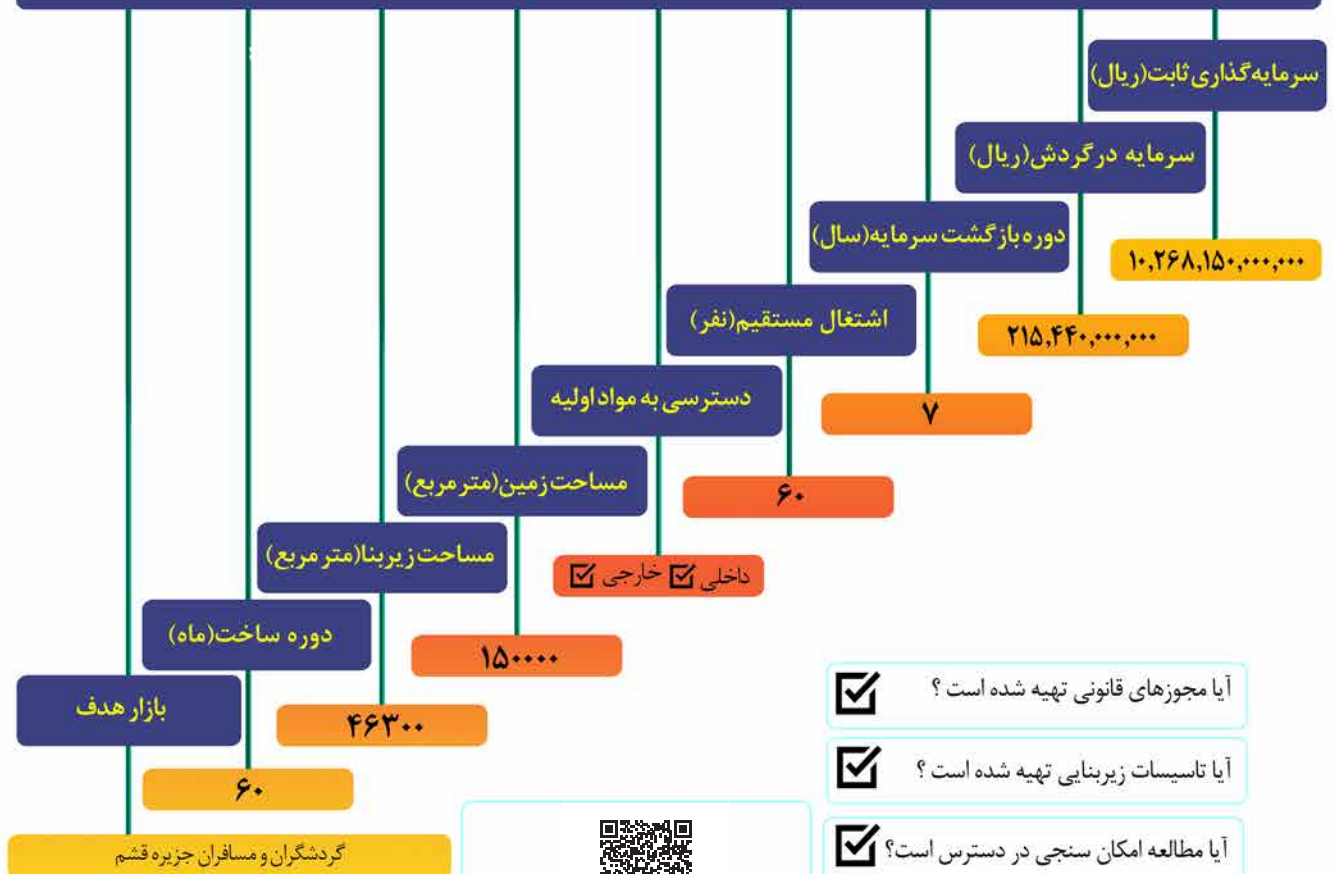 سرمایه‌گذاری ثابت(ریال)
۱۰,۲۶۸,۱۵۰,۰۰۰,۰۰۰
سرمایه در گردش(ریال)
۲۱۵,۴۴۰,۰۰۰,۰۰۰
دوره بازگشت سرمایه(سال)
۷
اشتغال مستقیم(نفر)
۶۰
دسترسی به مواد اولیه
داخلی ☑ خارجی ☑
مساحت زمین(متر مربع)
۱۵۰۰۰۰
مساحت زیربنا(متر مربع)
۴۶۳۰۰
دوره ساخت(ماه)
۶۰
بازار هدف
گردشگران و مسافران جزیره قشم
آیا مجوزهای قانونی تهیه شده است ؟ ☑
آیا تاسیسات زیربنایی تهیه شده است ؟ ☑
آیا مطالعه امکان سنجی در دسترس است؟ ☑